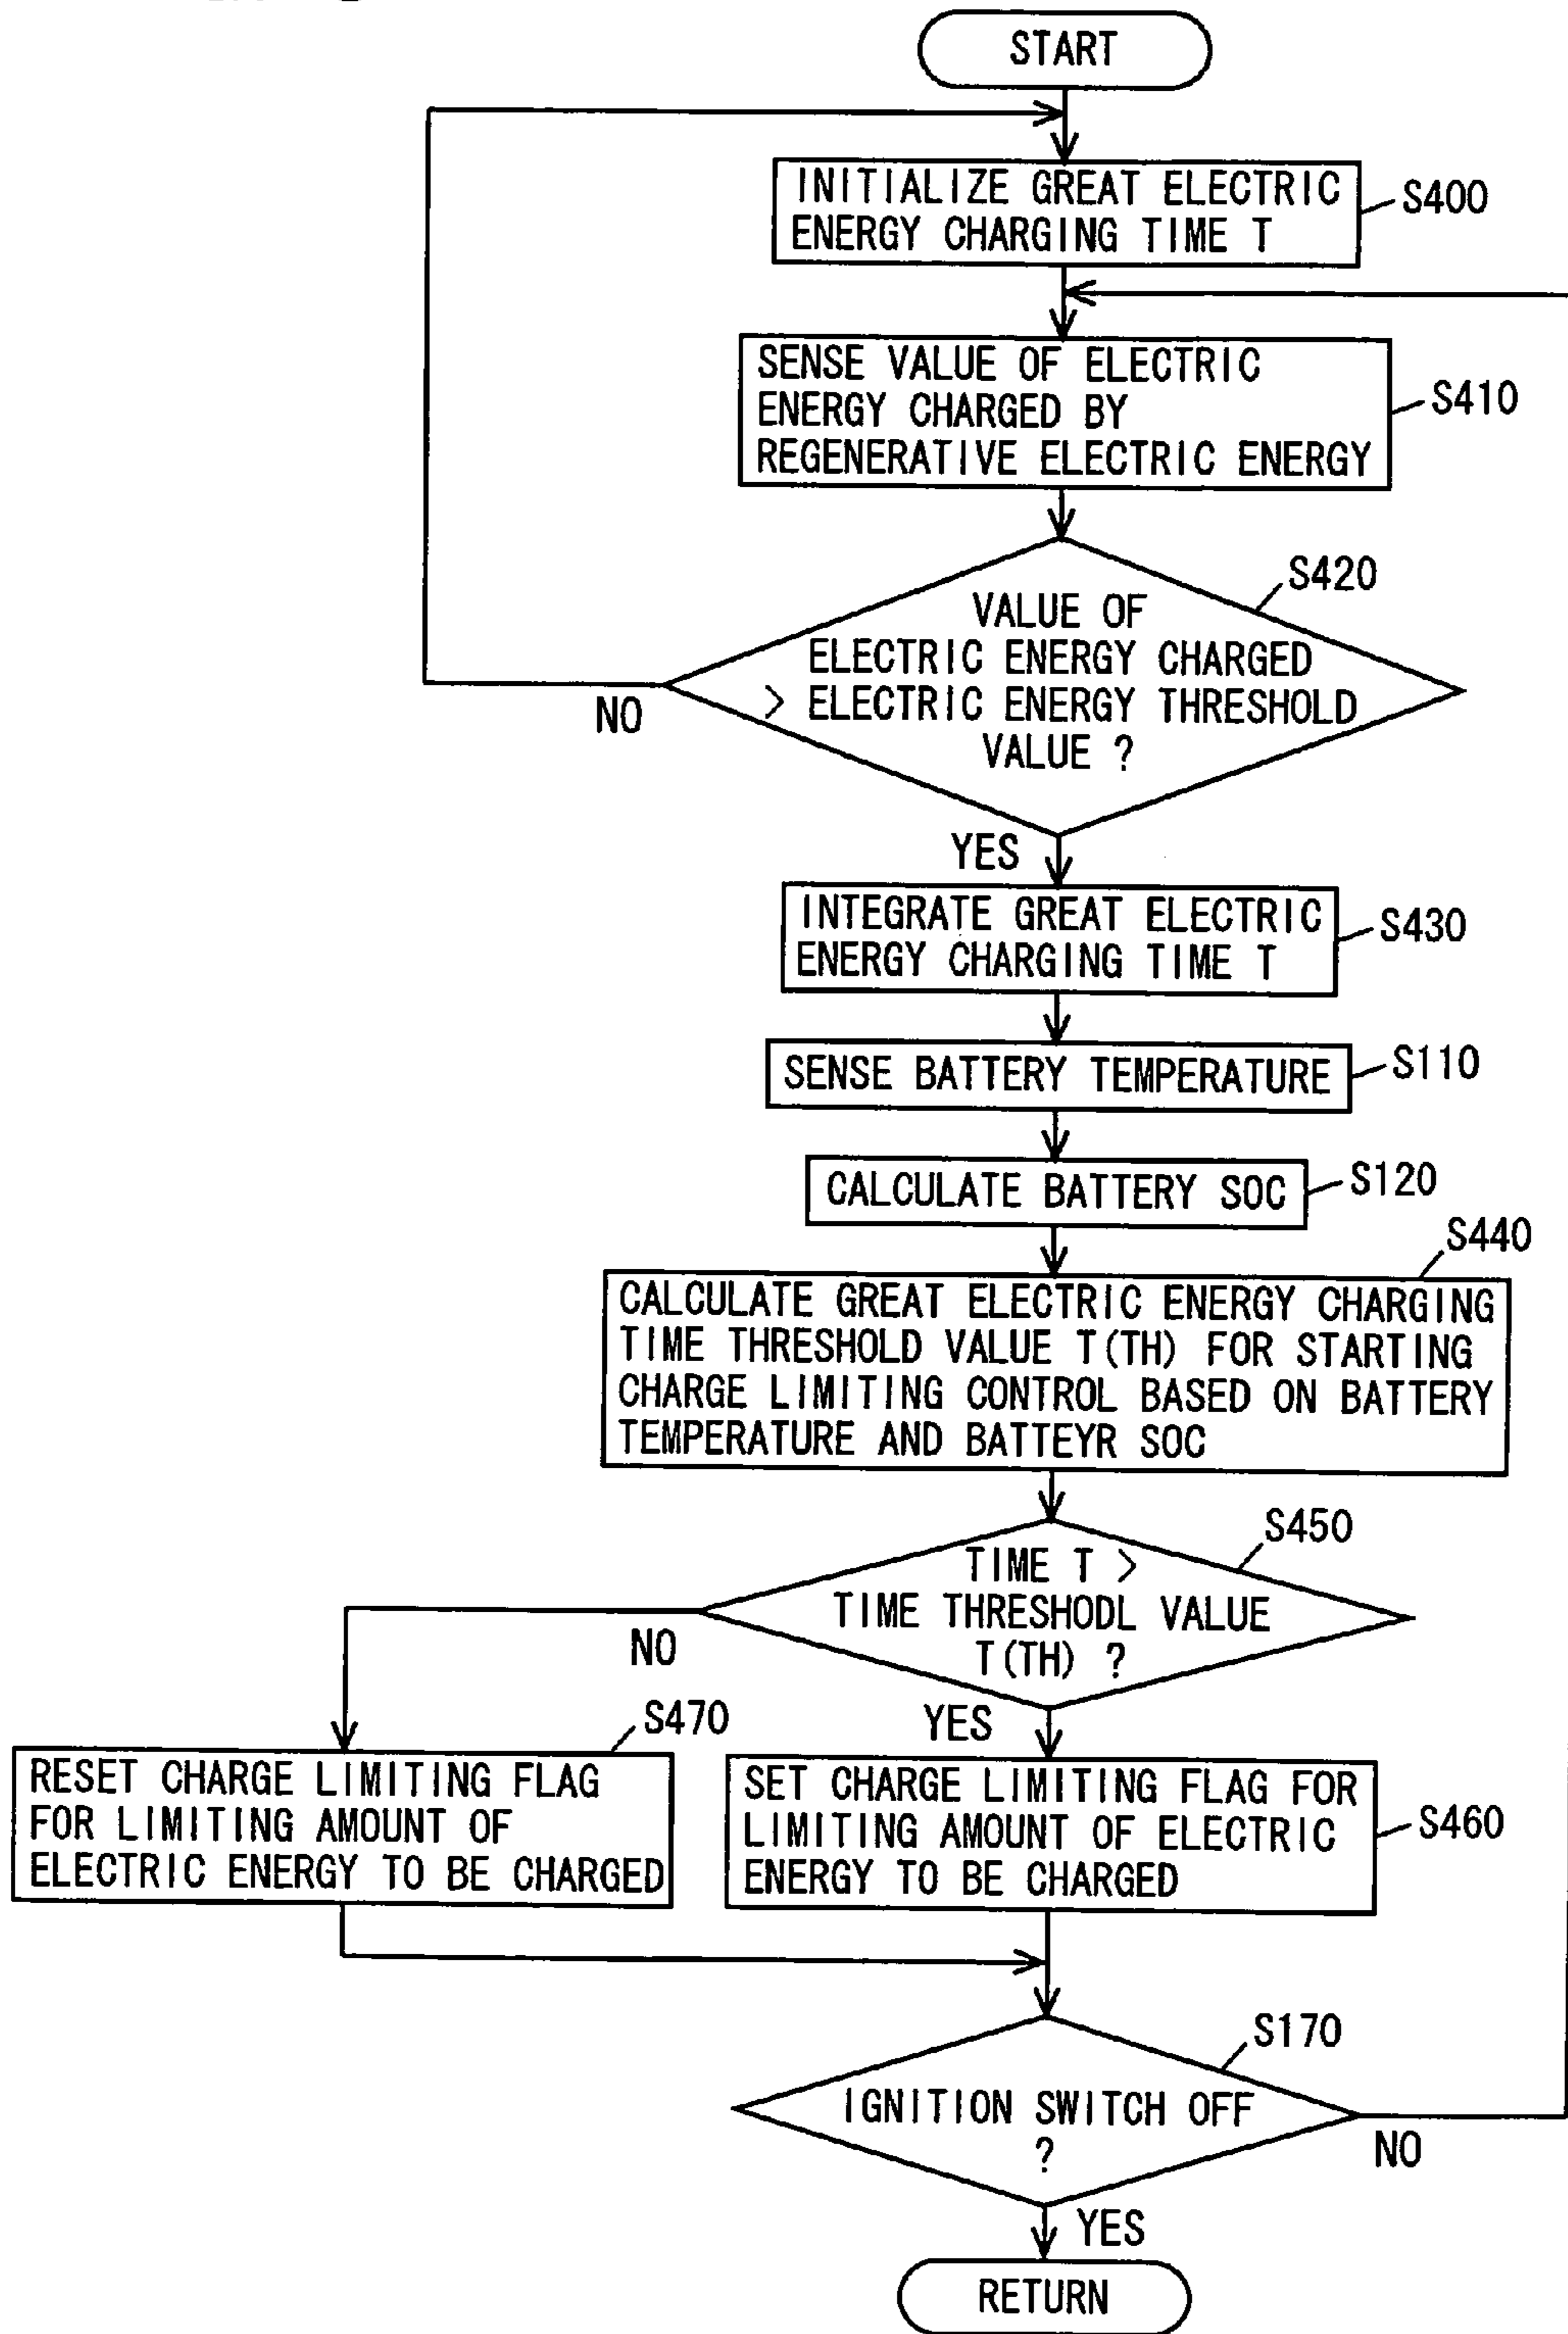 START
INITIALIZE GREAT ELECTRIC
ENERGY CHARGING TIME T
S400
SENSE VALUE OF ELECTRIC
ENERGY CHARGED BY
REGENERATIVE ELECTRIC ENERGY
S410
S420
VALUE OF
ELECTRIC ENERGY CHARGED
> ELECTRIC ENERGY THRESHOLD
VALUE ?
NO
YES
INTEGRATE GREAT ELECTRIC
ENERGY CHARGING TIME T
S430
SENSE BATTERY TEMPERATURE
S110
CALCULATE BATTERY SOC
S120
S440
CALCULATE GREAT ELECTRIC ENERGY CHARGING
TIME THRESHOLD VALUE T(TH) FOR STARTING
CHARGE LIMITING CONTROL BASED ON BATTERY
TEMPERATURE AND BATTEYR SOC
S450
TIME T >
TIME THRESHODL VALUE
T(TH) ?
NO
YES
S470
RESET CHARGE LIMITING FLAG
FOR LIMITING AMOUNT OF
ELECTRIC ENERGY TO BE CHARGED
SET CHARGE LIMITING FLAG FOR
LIMITING AMOUNT OF ELECTRIC
ENERGY TO BE CHARGED
S460
S170
IGNITION SWITCH OFF
?
NO
YES
RETURN